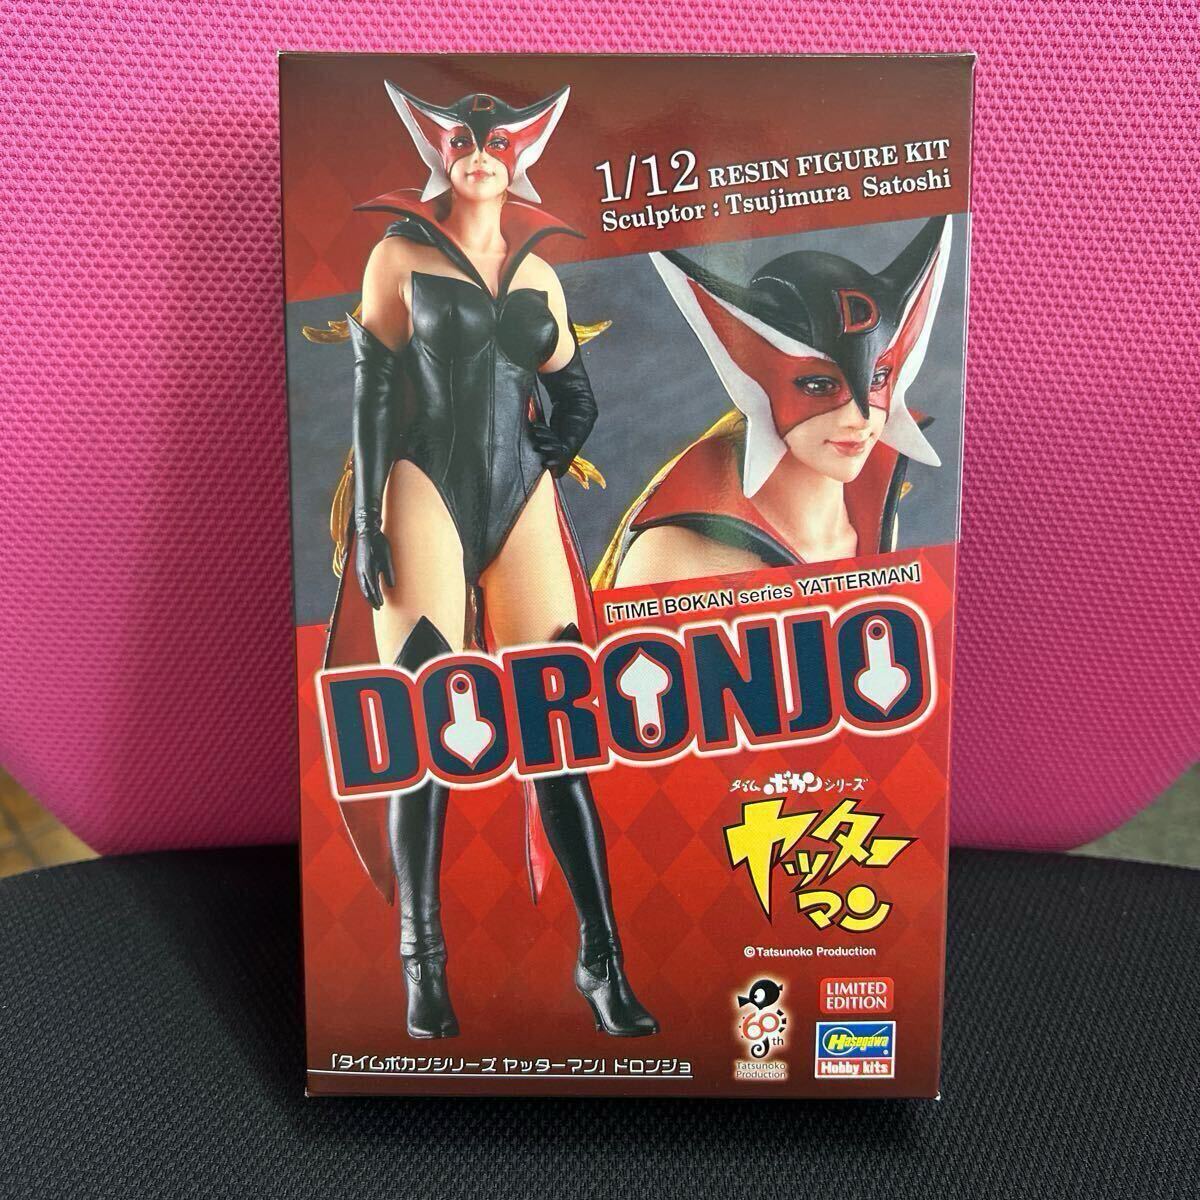 D
1/12 RESIN FIGURE KIT
Sculptor : Tsujimura Satoshi
D
[TIME BOKAN series YATTERMAN]
DORONJO
タイムボカンシリーズ
ヤッターマン
©Tatsunoko Production
60th
Tatsunoko
Production
LIMITED
EDITION
Hasegawa
Hobby kits
「タイムボカンシリーズ ヤッターマン」ドロンジョ